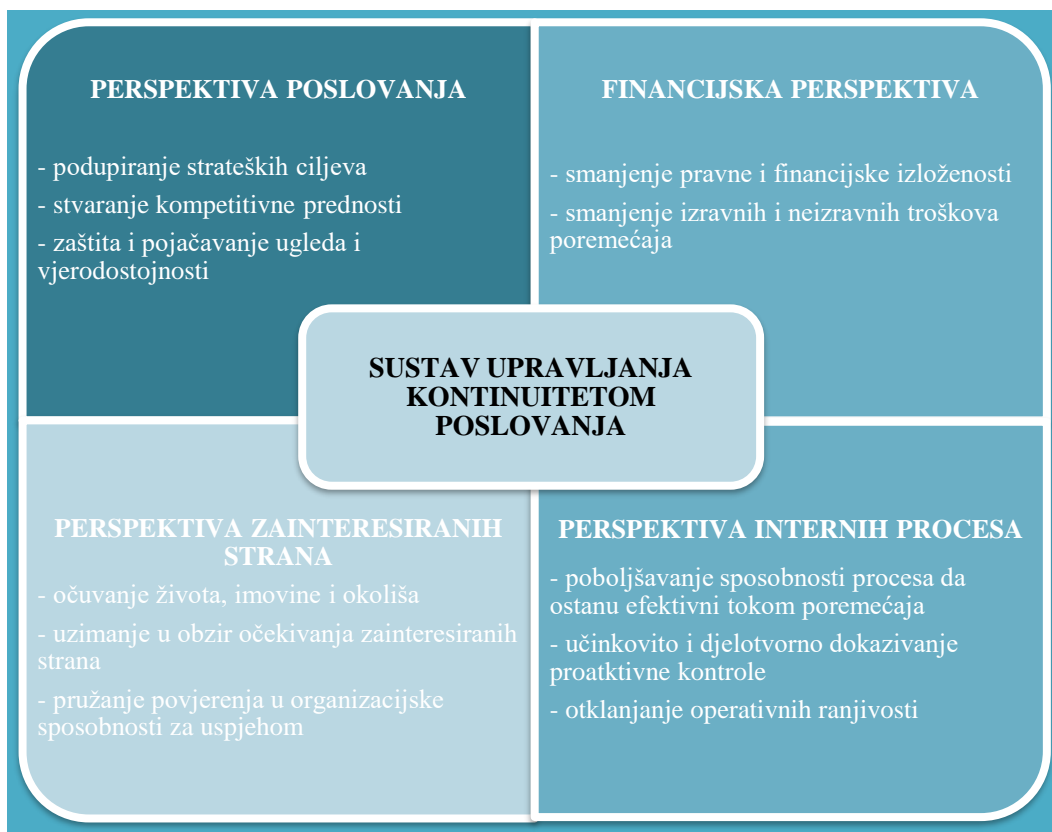 PERSPEKTIVA POSLOVANJA
- podupiranje strateških ciljeva
- stvaranje kompetitivne prednosti
- zaštita i pojačavanje ugleda i
vjerodostojnosti
FINANCIJSKA PERSPEKTIVA
- smanjenje pravne i financijske izloženosti
- smanjenje izravnih i neizravnih troškova
poremećaja
SUSTAV UPRAVLJANJA
KONTINUITETOM
POSLOVANJA
PERSPEKTIVA ZAINTERESIRANIH
STRANA
- očuvanje života, imovine i okoliša
- uzimanje u obzir očekivanja zainteresiranih
strana
- pružanje povjerenja u organizacijske
sposobnosti za uspjehom
PERSPEKTIVA INTERNIH PROCESA
- poboljšavanje sposobnosti procesa da
ostanu efektivni tokom poremećaja
- učinkovito i djelotvorno dokazivanje
proatktivne kontrole
- otklanjanje operativnih ranjivosti